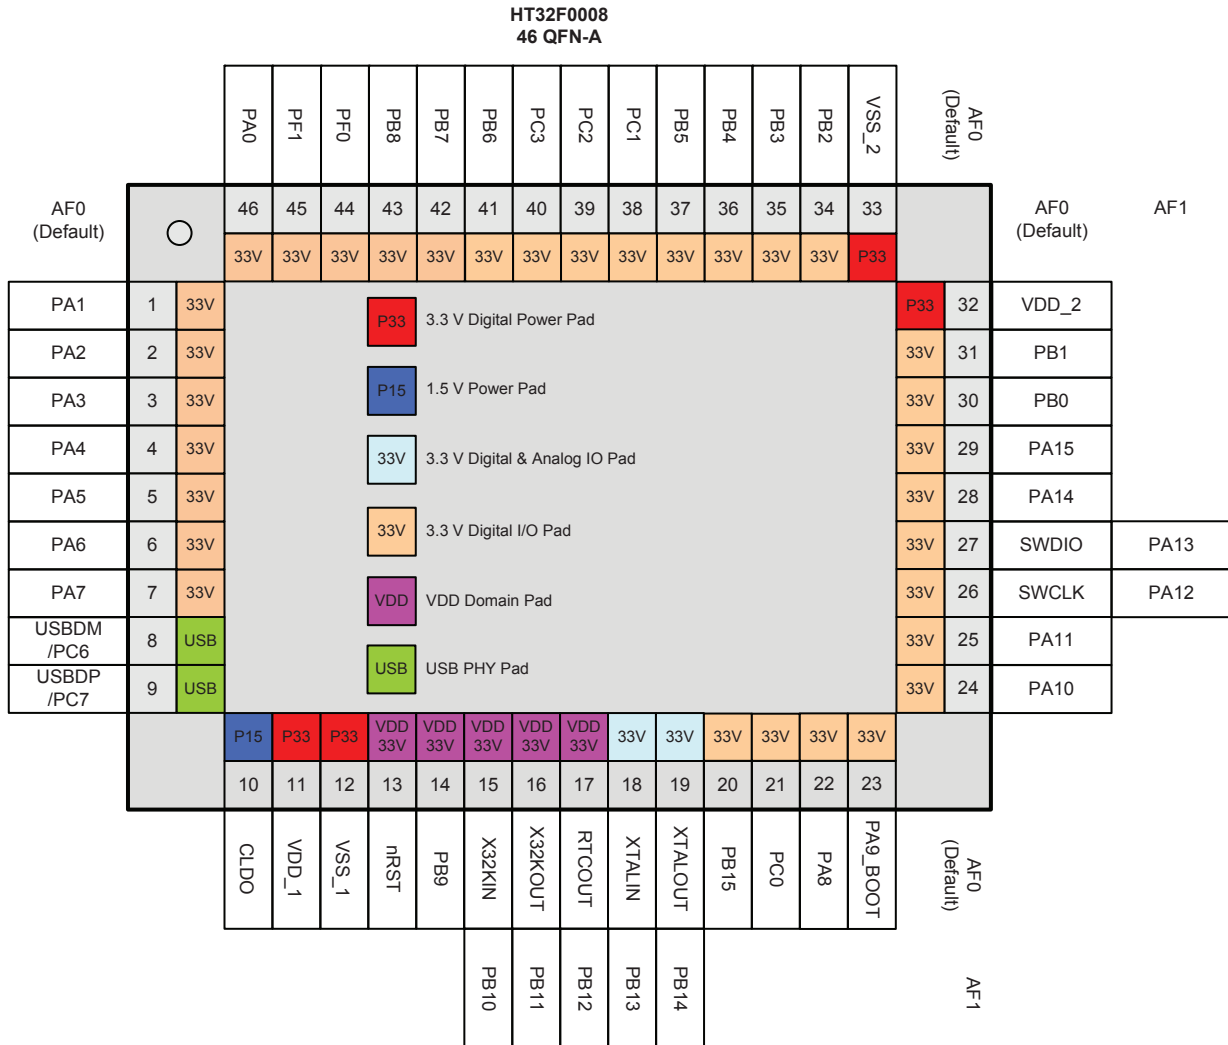 HT32F0008
46 QFN-A
PA0 PF1 PF0 PB8 PB7 PB6 PC3 PC2 PC1 PB5 PB4 PB3 PB2 VSS_2
AF0
(Default)
46 45 44 43 42 41 40 39 38 37 36 35 34 33
33V 33V 33V 33V 33V 33V 33V 33V 33V 33V 33V 33V 33V P33
AF0
(Default)
AF0
(Default)
AF1
PA1 1 33V
PA2 2 33V
PA3 3 33V
PA4 4 33V
PA5 5 33V
PA6 6 33V
PA7 7 33V
USBDM
/PC6 8 USB
USBDP
/PC7 9 USB
P33 3.3 V Digital Power Pad
P15 1.5 V Power Pad
33V 3.3 V Digital & Analog IO Pad
33V 3.3 V Digital I/O Pad
VDD VDD Domain Pad
USB USB PHY Pad
P33 32 VDD_2
33V 31 PB1
33V 30 PB0
33V 29 PA15
33V 28 PA14
33V 27 SWDIO PA13
33V 26 SWCLK PA12
33V 25 PA11
33V 24 PA10
P15 P33 P33 VDD VDD VDD VDD VDD 33V 33V 33V 33V 33V 33V
33V 33V 33V 33V 33V
10 11 12 13 14 15 16 17 18 19 20 21 22 23
CLDO VDD_1 VSS_1 nRST PB9 X32KIN X32KOUT RTCOUT XTALIN XTALOUT PB15 PC0 PA8 PA9_BOOT
AF0
(Default)
PB10 PB11 PB12 PB13 PB14
AF1